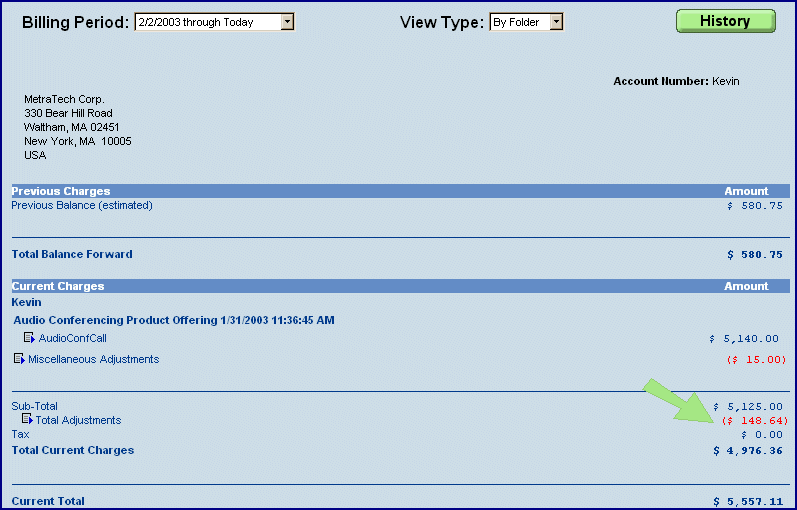 Billing Period: 2/2/2003 through Today View Type: By Folder History
Account Number: Kevin
MetraTech Corp.
330 Bear Hill Road
Waltham, MA 02451
New York, MA 10005
USA
Previous Charges Amount
Previous Balance (estimated) $ 580.75
Total Balance Forward $ 580.75
Current Charges Amount
Kevin
Audio Conferencing Product Offering 1/31/2003 11:36:45 AM
AudioConfCall $ 5,140.00
Miscellaneous Adjustments ($ 15.00)
Sub-Total $ 5,125.00
Total Adjustments ($ 148.64)
Tax $ 0.00
Total Current Charges $ 4,976.36
Current Total $ 5,557.11